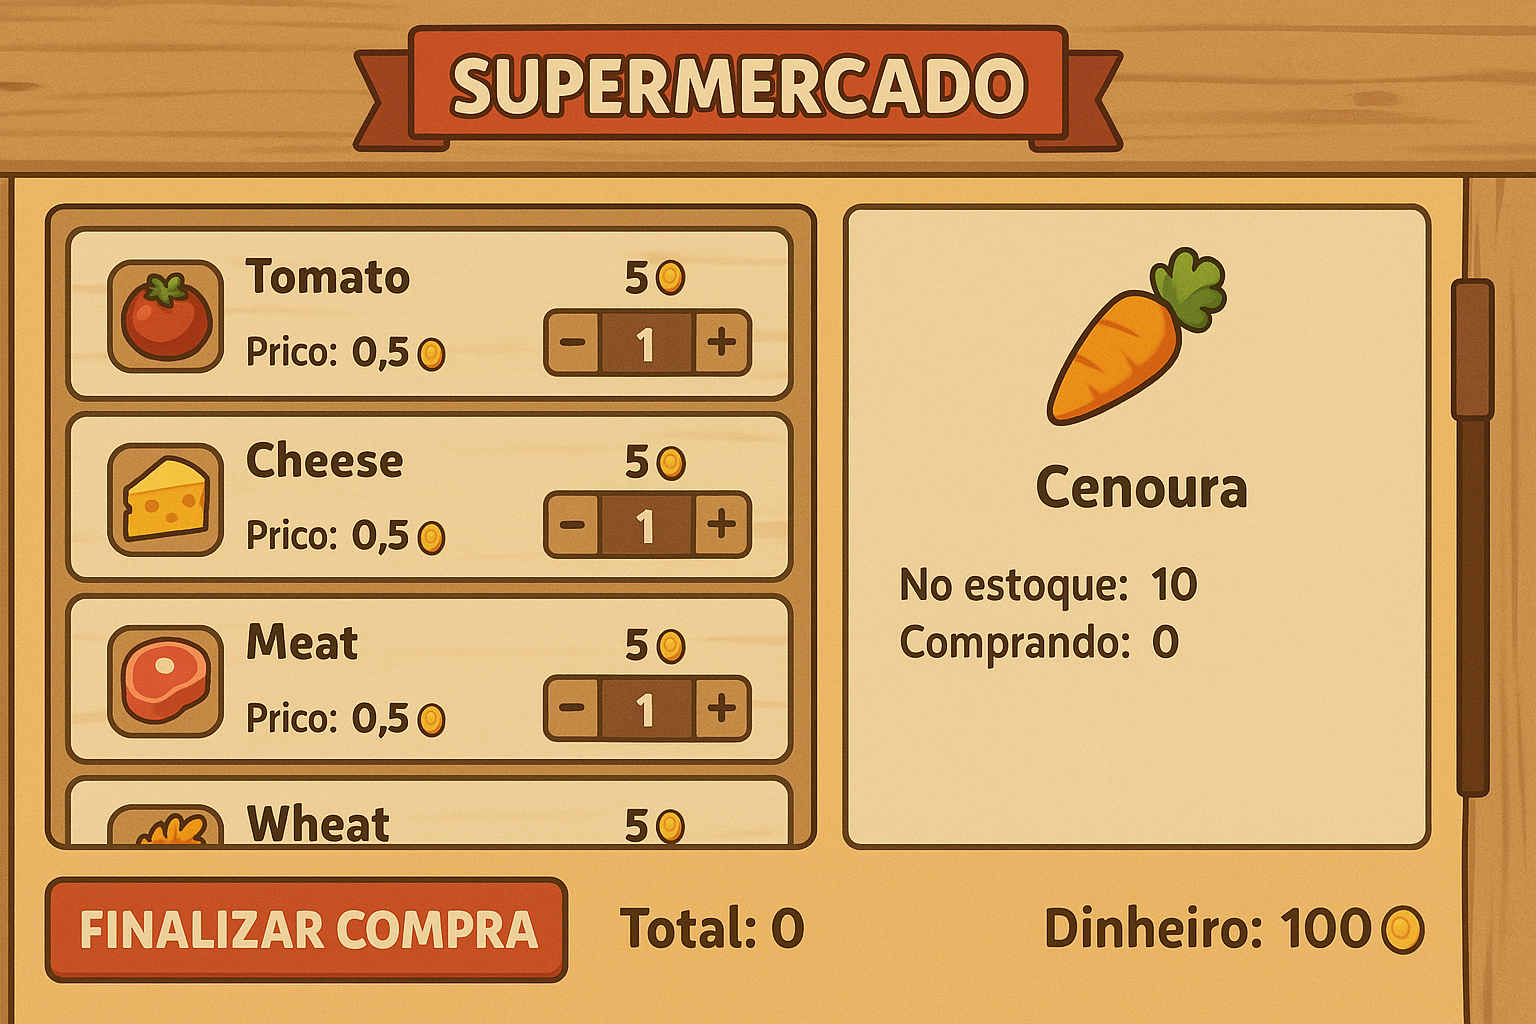 SUPERMERCADO
Tomato 5
Prico: 0,5 - 1 +
Cheese 5
Prico: 0,5 - 1 +
Meat 5
Prico: 0,5 - 1 +
Wheat 5
Cenoura
No estoque: 10
Comprando: 0
FINALIZAR COMPRA
Total: 0
Dinheiro: 100